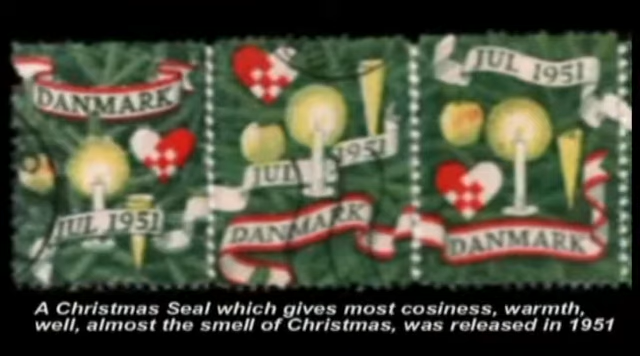 DANMARK
JUL 1951
JUL 1951
DANMARK
JUL 1951
DANMARK
A Christmas Seal which gives most cosiness, warmth,
well, almost the smell of Christmas, was released in 1951